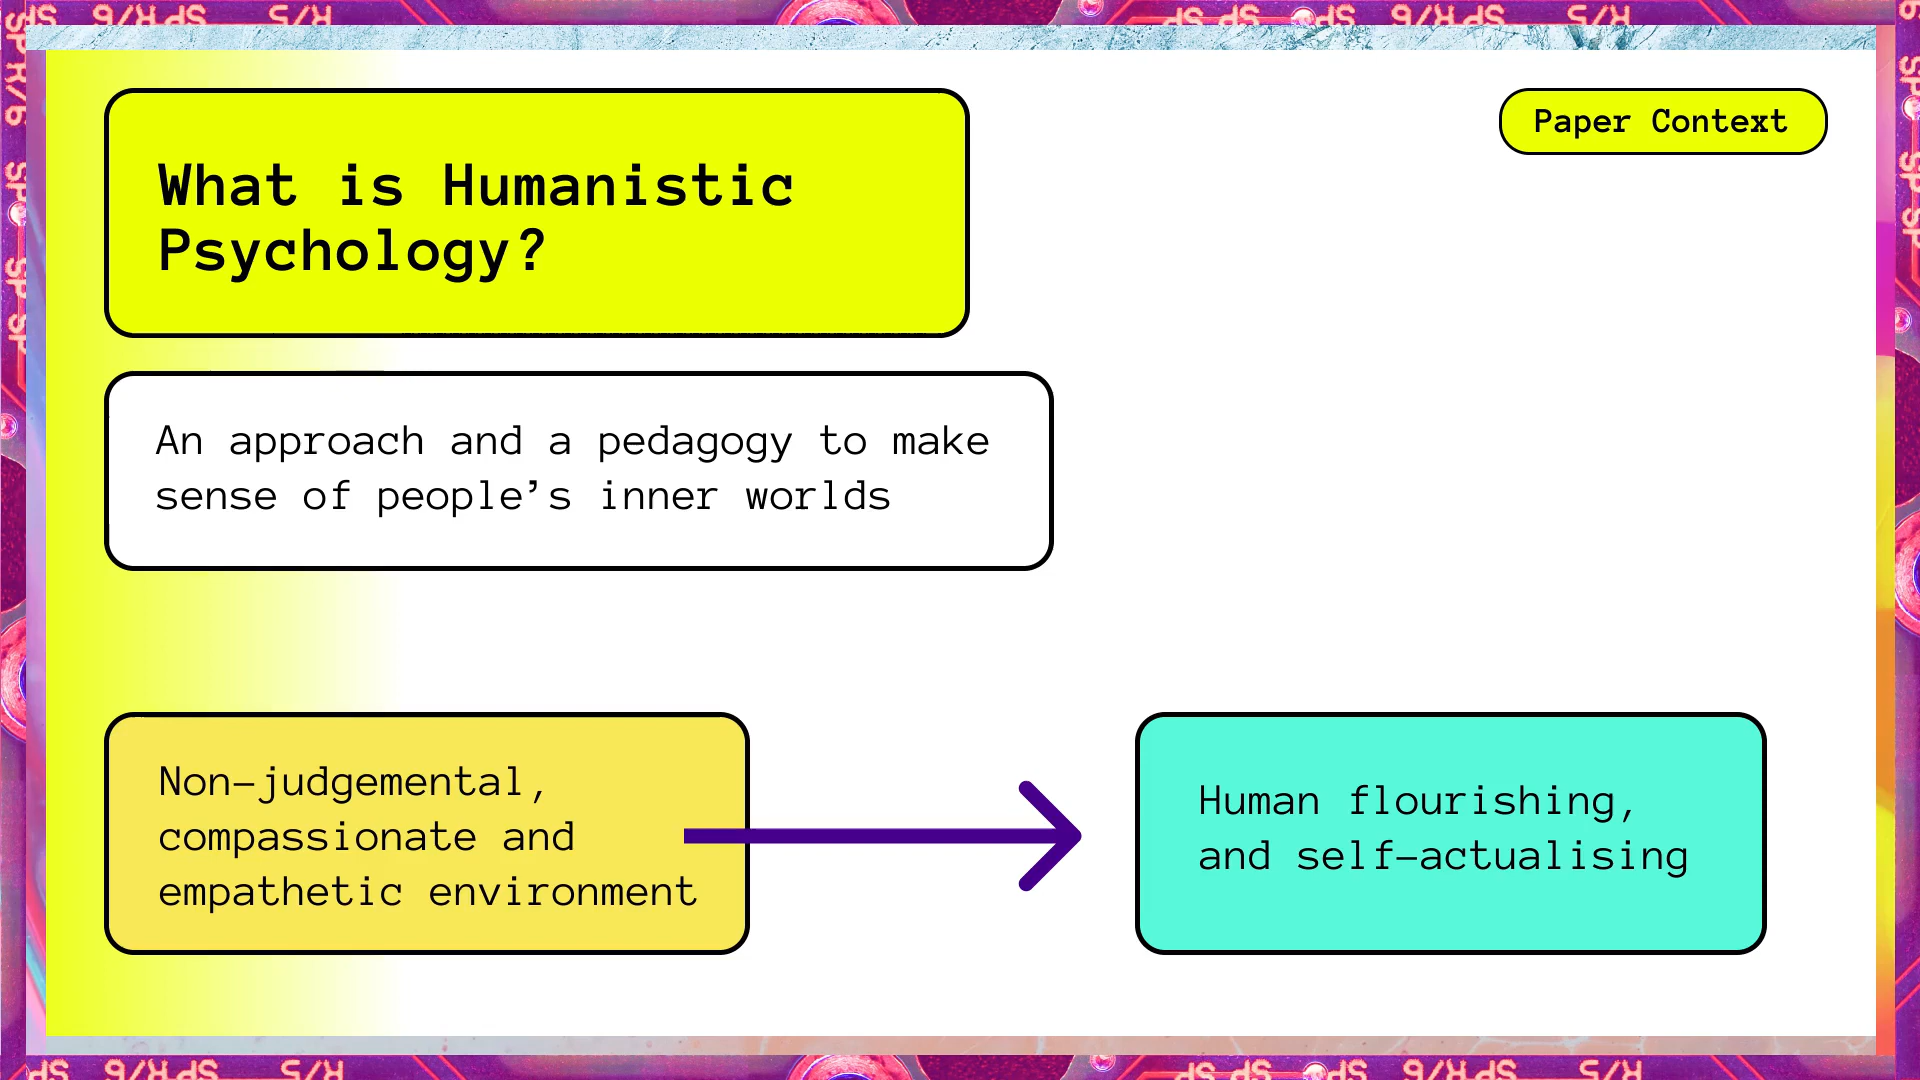 What is Humanistic
Psychology?
Paper Context
An approach and a pedagogy to make
sense of people’s inner worlds
Non-judgemental,
compassionate and
empathetic environment
Human flourishing,
and self-actualising